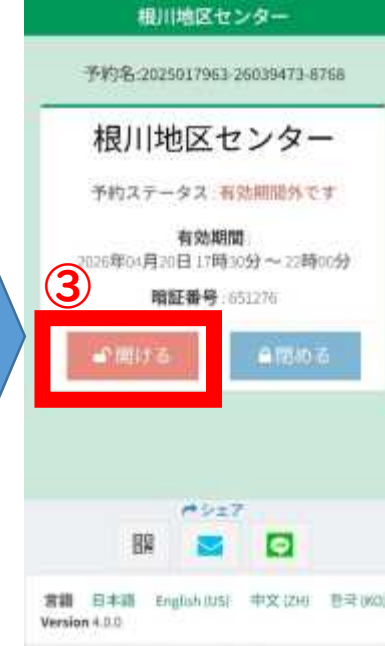 根川地区センター
予約名:2025017963-26039473-8768
根川地区センター
予約ステータス:有効期間外です
有効期間
2026年04月20日 17時30分 ～ 22時00分
③
暗証番号:651276
開ける
閉める
シェア
言語 日本語 English (US) 中文 (ZH) 한국 (KO)
Version 4.0.0